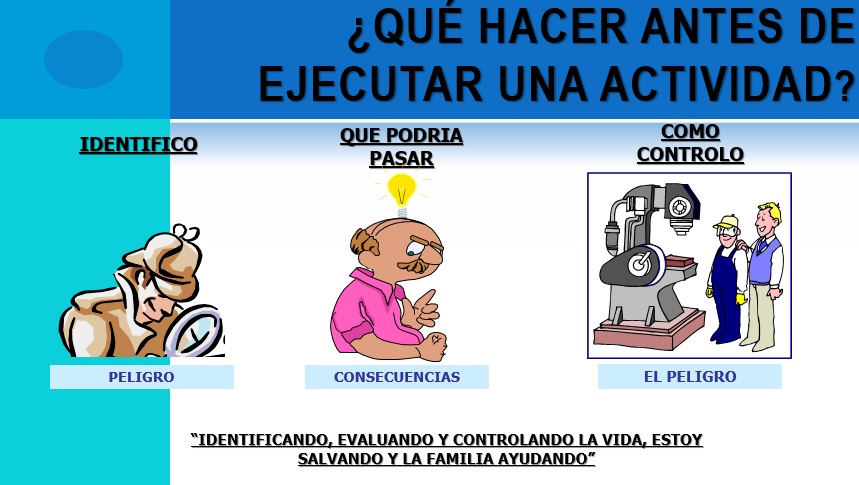 ¿QUÉ HACER ANTES DE
EJECUTAR UNA ACTIVIDAD?
IDENTIFICO
QUE PODRIA
PASAR
COMO
CONTROLO
PELIGRO
CONSECUENCIAS
EL PELIGRO
“IDENTIFICANDO, EVALUANDO Y CONTROLANDO LA VIDA, ESTOY
SALVANDO Y LA FAMILIA AYUDANDO”